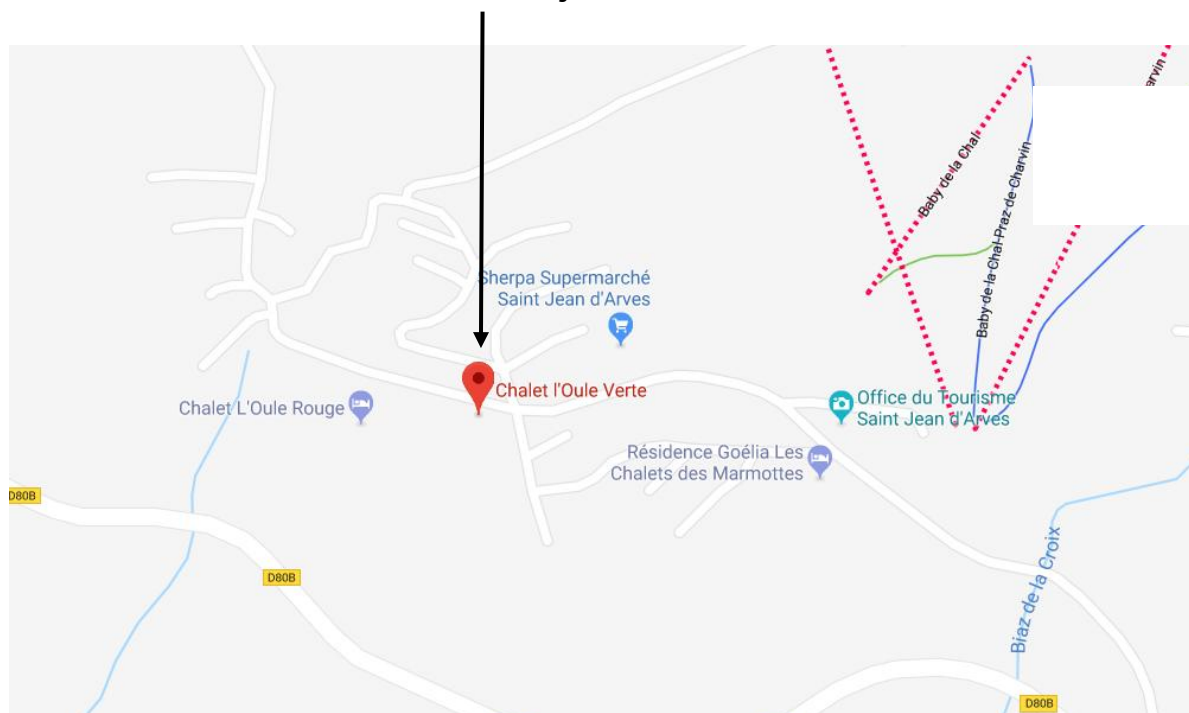 Baby de la Chal
Baby de la Chal-Praz de Charvin
arvin
Sherpa Supermarché
Saint Jean d'Arves
Chalet l'Oule Verte
Chalet L'Oule Rouge
Office du Tourisme
Saint Jean d'Arves
Résidence Goélia Les
Chalets des Marmottes
D80B
D80B
Biaz de la Croix
D80B